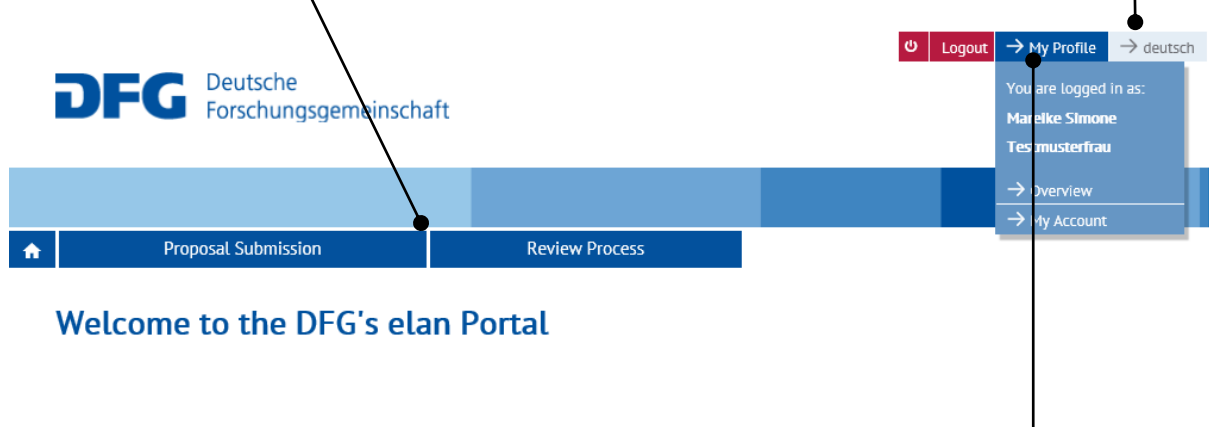 Logout → My Profile → deutsch
DFG Deutsche
Forschungsgemeinschaft
You are logged in as:
Mareike Simone
Testmusterfrau
→ Overview
→ My Account
Proposal Submission Review Process
Welcome to the DFG's elan Portal